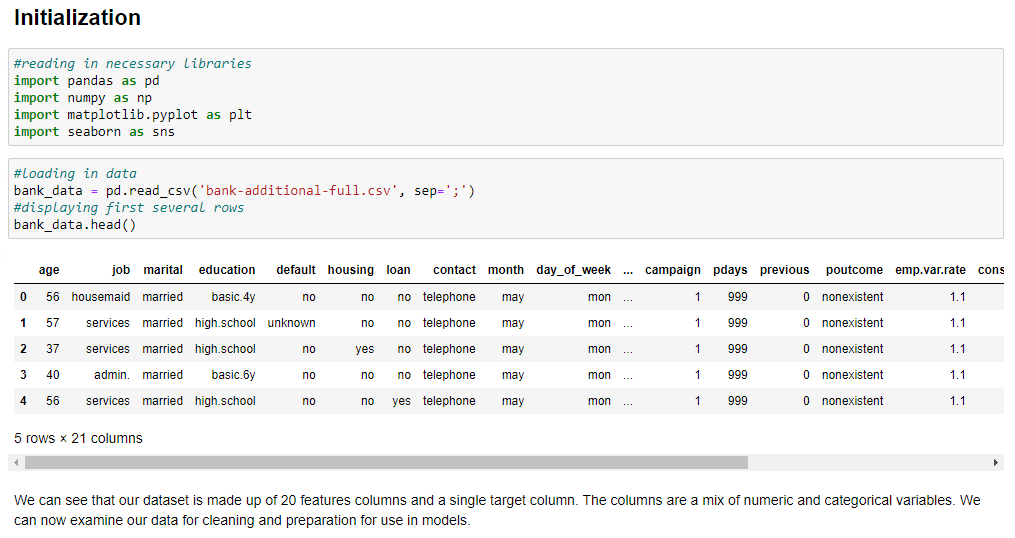 Initialization
#reading in necessary libraries
import pandas as pd
import numpy as np
import matplotlib.pyplot as plt
import seaborn as sns
#loading in data
bank_data = pd.read_csv('bank-additional-full.csv', sep=';')
#displaying first several rows
bank_data.head()
age job marital education default housing loan contact month day_of_week ... campaign pdays previous poutcome emp.var.rate cons
0 56 housemaid married basic.4y no no no telephone may mon ... 1 999 0 nonexistent 1.1
1 57 services married high.school unknown no no telephone may mon ... 1 999 0 nonexistent 1.1
2 37 services married high.school no yes no telephone may mon ... 1 999 0 nonexistent 1.1
3 40 admin. married basic.6y no no no telephone may mon ... 1 999 0 nonexistent 1.1
4 56 services married high.school no no yes telephone may mon ... 1 999 0 nonexistent 1.1
5 rows × 21 columns
We can see that our dataset is made up of 20 features columns and a single target column. The columns are a mix of numeric and categorical variables. We
can now examine our data for cleaning and preparation for use in models.